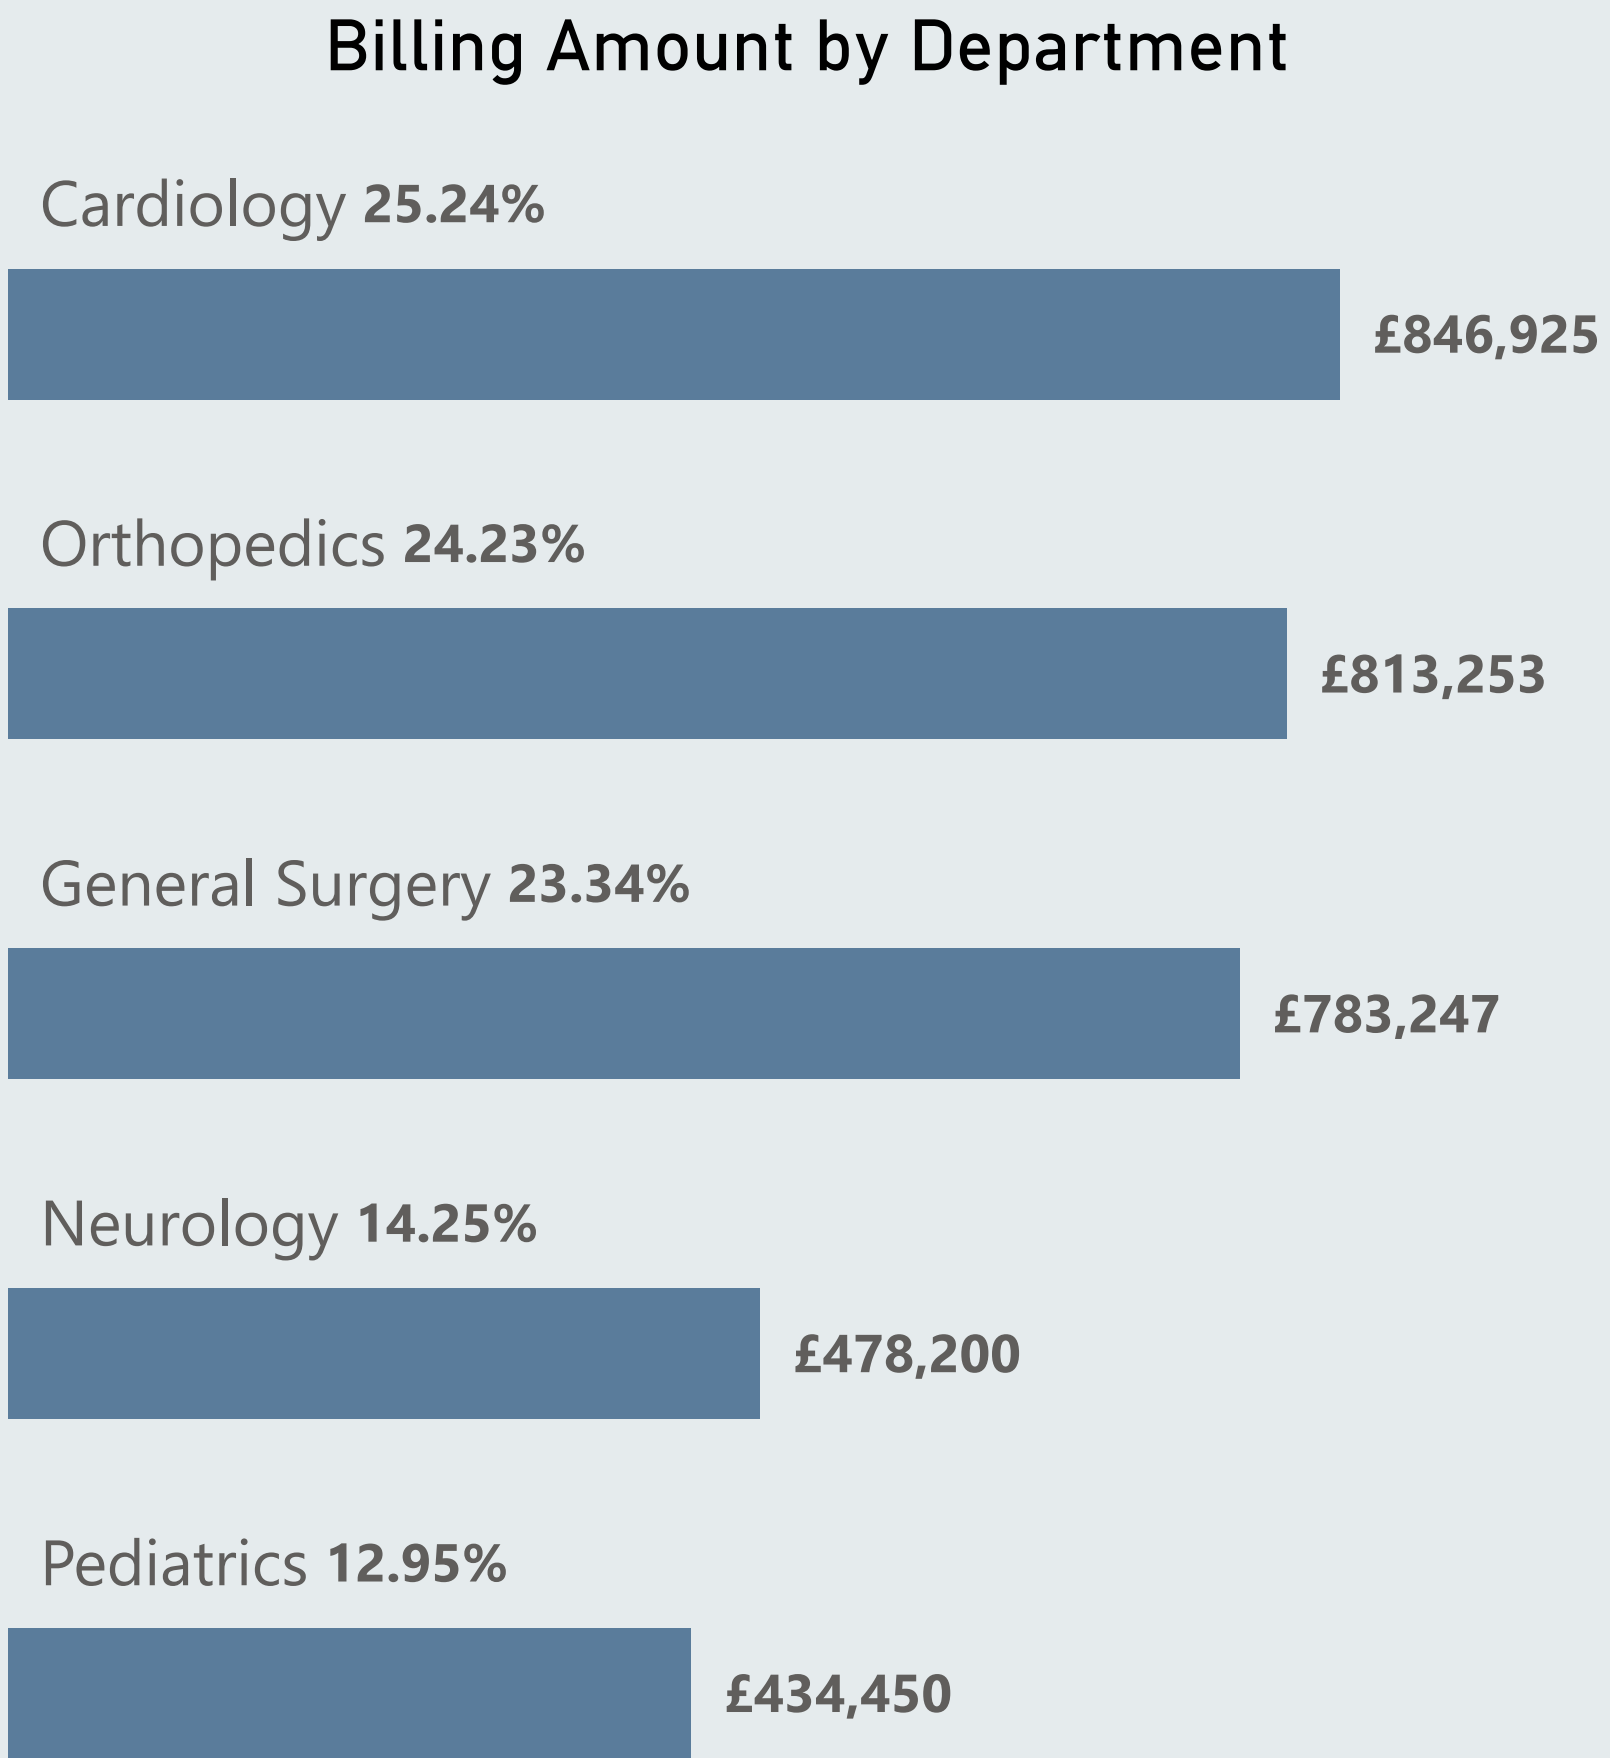 Billing Amount by Department
Cardiology 25.24%
£846,925
Orthopedics 24.23%
£813,253
General Surgery 23.34%
£783,247
Neurology 14.25%
£478,200
Pediatrics 12.95%
£434,450